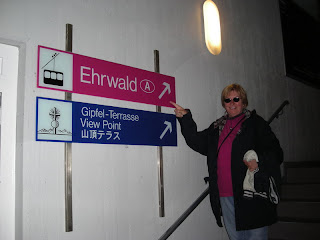 Ehrwald A
Gipfel-Terrasse
View Point
山頂テラス